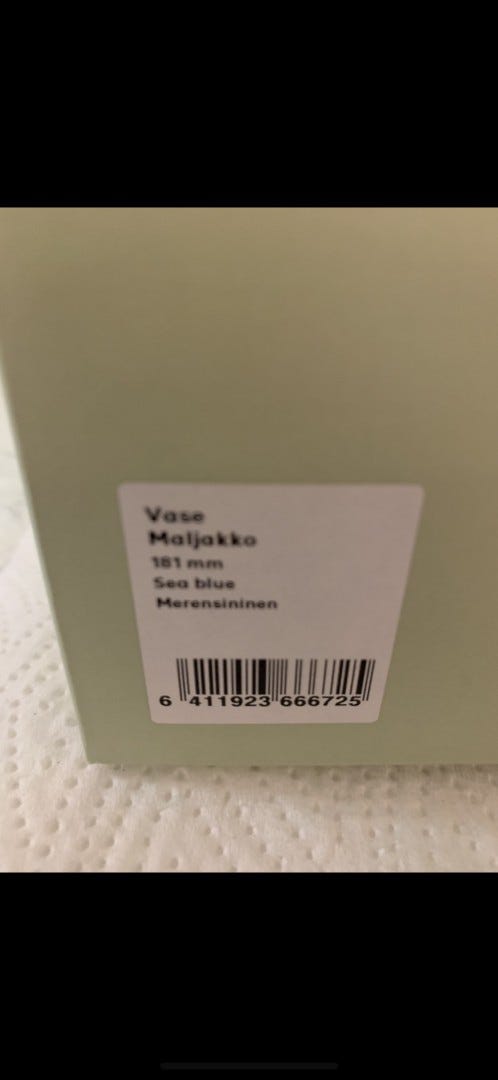 Vase
Maljakko
181 mm
Sea blue
Merensininen
6 411923 666725